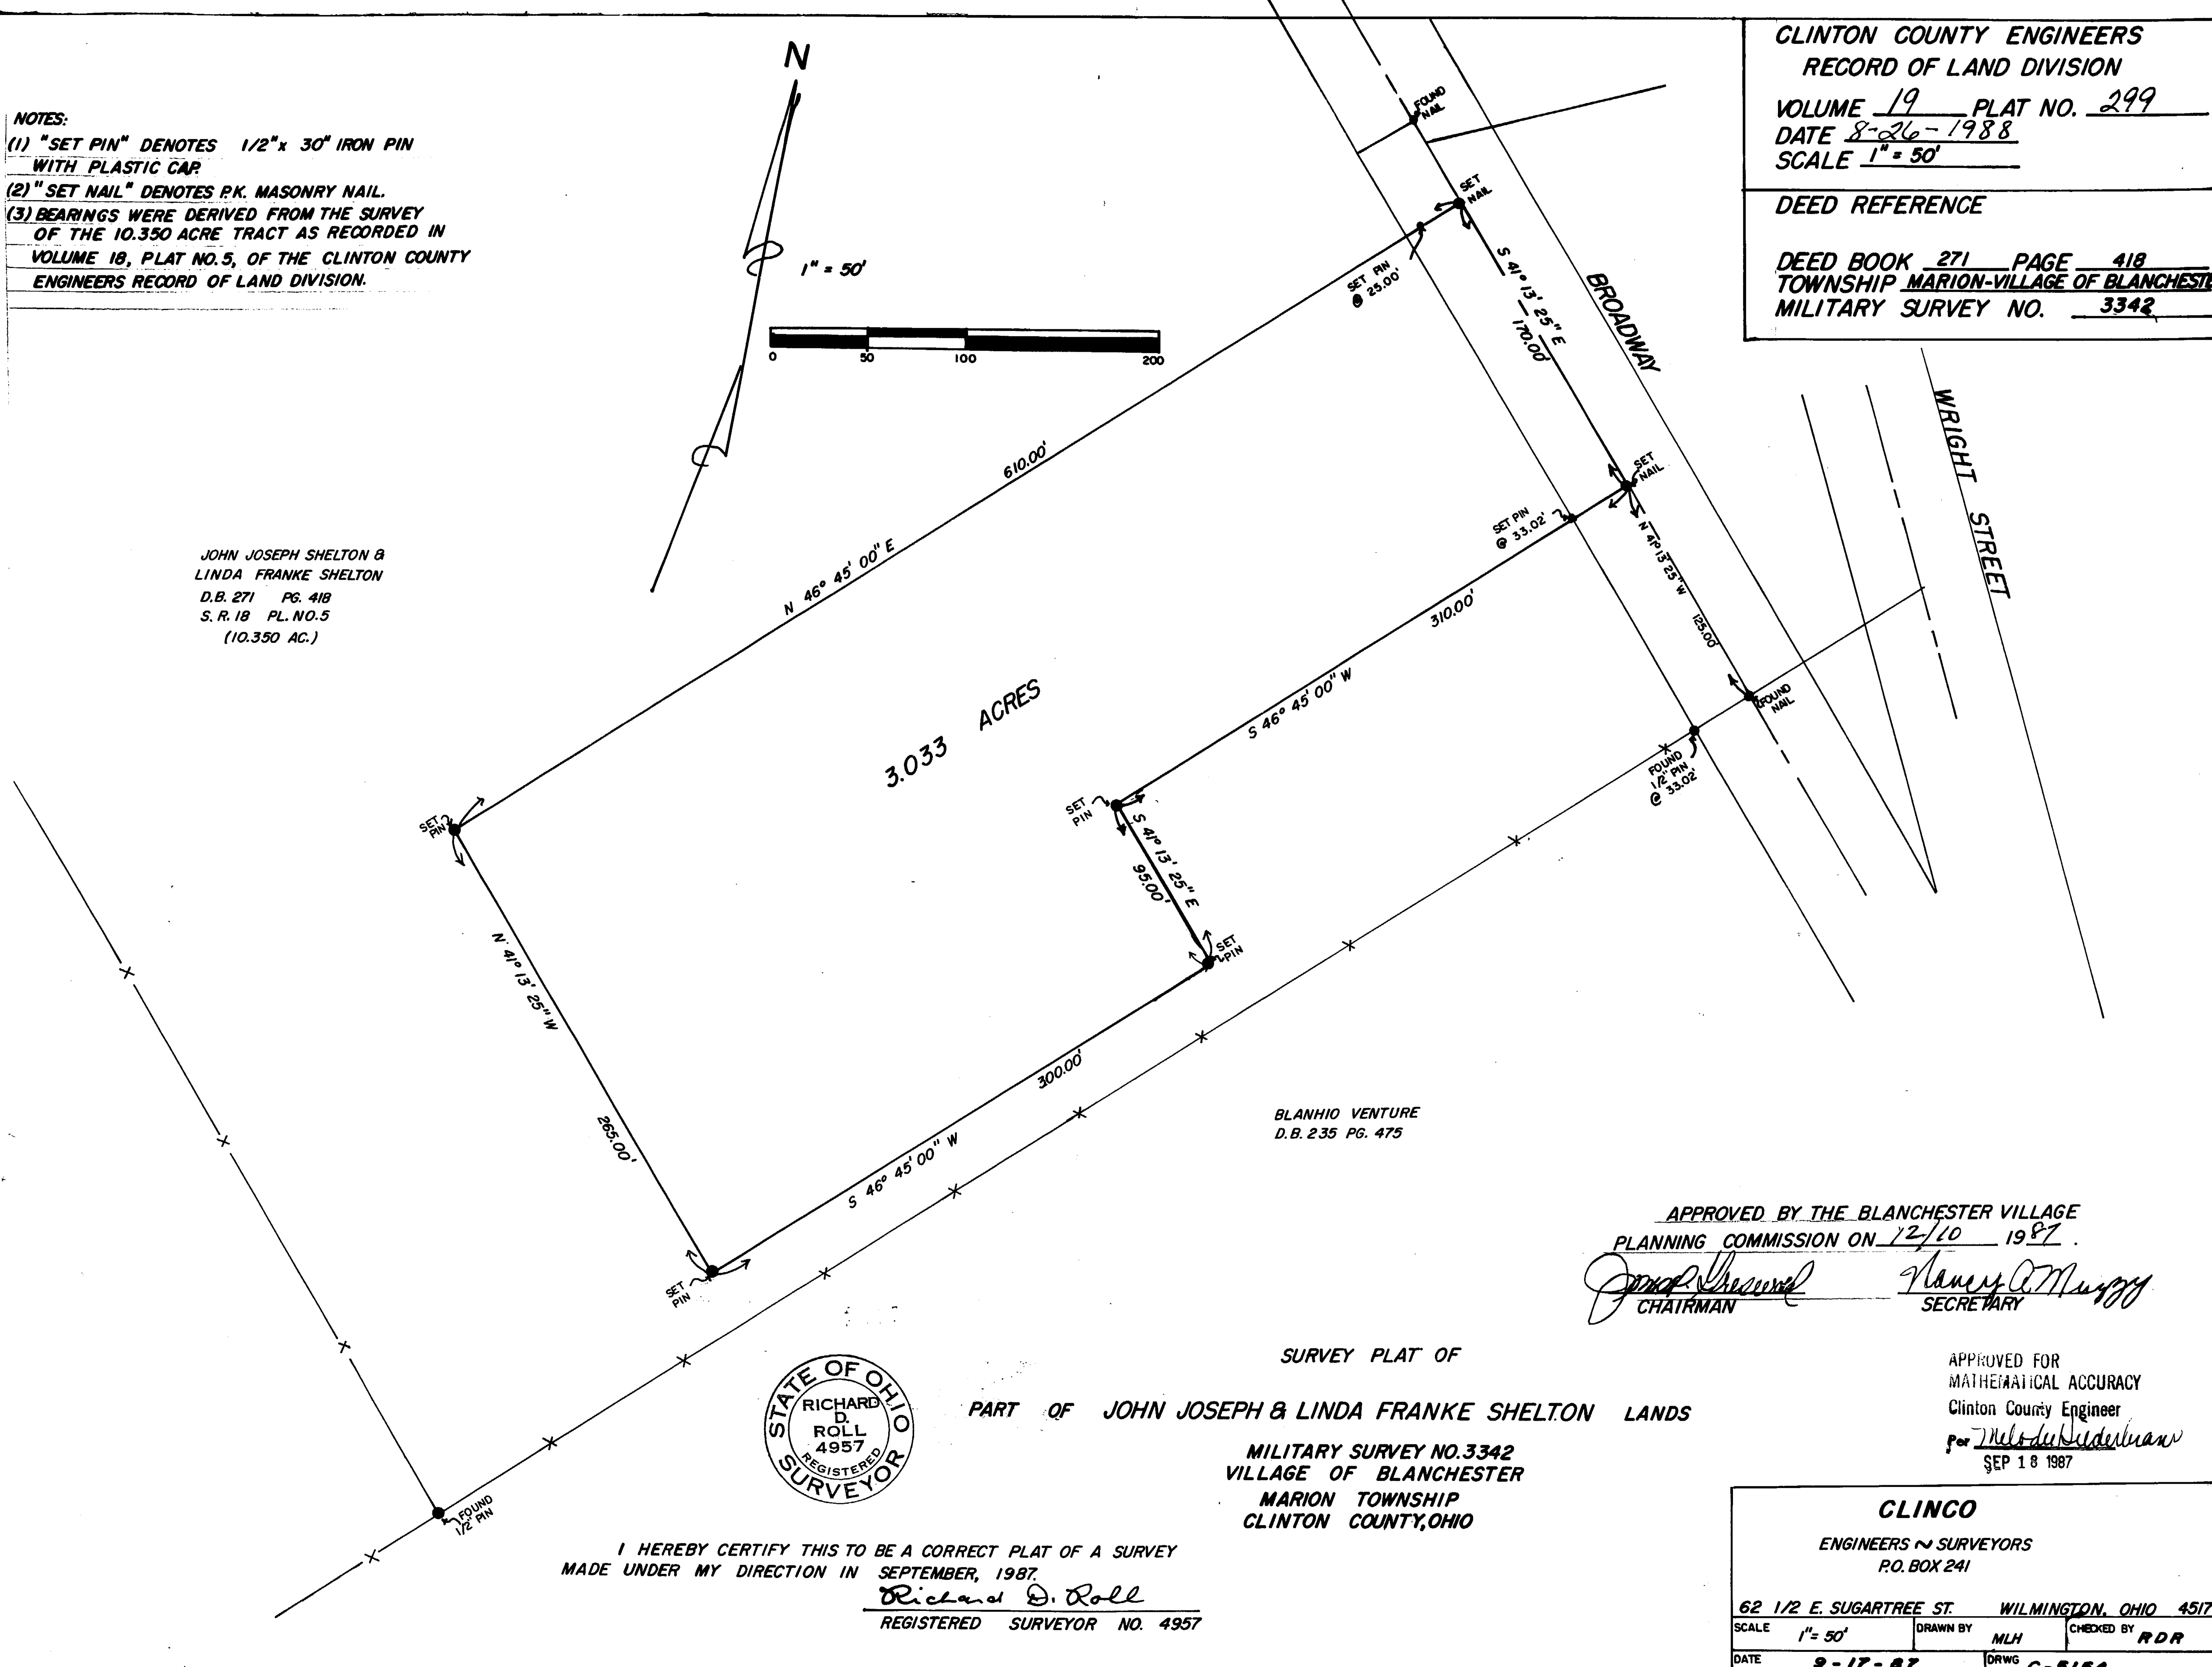 CLINTON COUNTY ENGINEERS
RECORD OF LAND DIVISION
VOLUME 19 PLAT NO. 299
DATE 8-26-1988
SCALE 1" = 50'
DEED REFERENCE
DEED BOOK 271 PAGE 418
TOWNSHIP MARION-VILLAGE OF BLANCHESTE
MILITARY SURVEY NO. 3342
NOTES:
(1) "SET PIN" DENOTES 1/2" x 30" IRON PIN
WITH PLASTIC CAP.
(2) "SET NAIL" DENOTES P.K. MASONRY NAIL.
(3) BEARINGS WERE DERIVED FROM THE SURVEY
OF THE 10.350 ACRE TRACT AS RECORDED IN
VOLUME 18, PLAT NO. 5, OF THE CLINTON COUNTY
ENGINEERS RECORD OF LAND DIVISION.
N
1" = 50'
0 50 100 200
FOUND
NAIL
SET
NAIL
SET PIN
@ 25.00'
S 41° 13' 25" E
170.00'
BROADWAY
WRIGHT STREET
610.00'
N 46° 45' 00" E
SET
NAIL
SET PIN
@ 33.02'
N 41° 13' 25" W
125.00'
310.00'
S 46° 45' 00" W
FOUND
NAIL
FOUND
1/2" PIN
@ 33.02'
JOHN JOSEPH SHELTON &
LINDA FRANKE SHELTON
D.B. 271 PG. 418
S. R. 18 PL. NO. 5
(10.350 AC.)
3.033 ACRES
SET
PIN
SET
PIN
S 41° 13' 25" E
95.00'
SET
PIN
N 41° 13' 25" W
265.00'
300.00'
S 46° 45' 00" W
SET
PIN
BLANHIO VENTURE
D.B. 235 PG. 475
FOUND
1/2" PIN
APPROVED BY THE BLANCHESTER VILLAGE
PLANNING COMMISSION ON 12/10 1987.
CHAIRMAN
Nancy A Muzzy
SECRETARY
APPROVED FOR
MATHEMATICAL ACCURACY
Clinton County Engineer
Per Melody
SEP 18 1987
STATE OF OHIO
RICHARD
D.
ROLL
4957
REGISTERED
SURVEYOR
SURVEY PLAT OF
PART OF JOHN JOSEPH & LINDA FRANKE SHELTON LANDS
MILITARY SURVEY NO. 3342
VILLAGE OF BLANCHESTER
MARION TOWNSHIP
CLINTON COUNTY, OHIO
I HEREBY CERTIFY THIS TO BE A CORRECT PLAT OF A SURVEY
MADE UNDER MY DIRECTION IN SEPTEMBER, 1987.
Richard D. Roll
REGISTERED SURVEYOR NO. 4957
CLINCO
ENGINEERS ~ SURVEYORS
P.O. BOX 241
62 1/2 E. SUGARTREE ST. WILMINGTON, OHIO 4517
SCALE 1" = 50' DRAWN BY MLH CHECKED BY RDR
DATE 9-17-87 DRWG